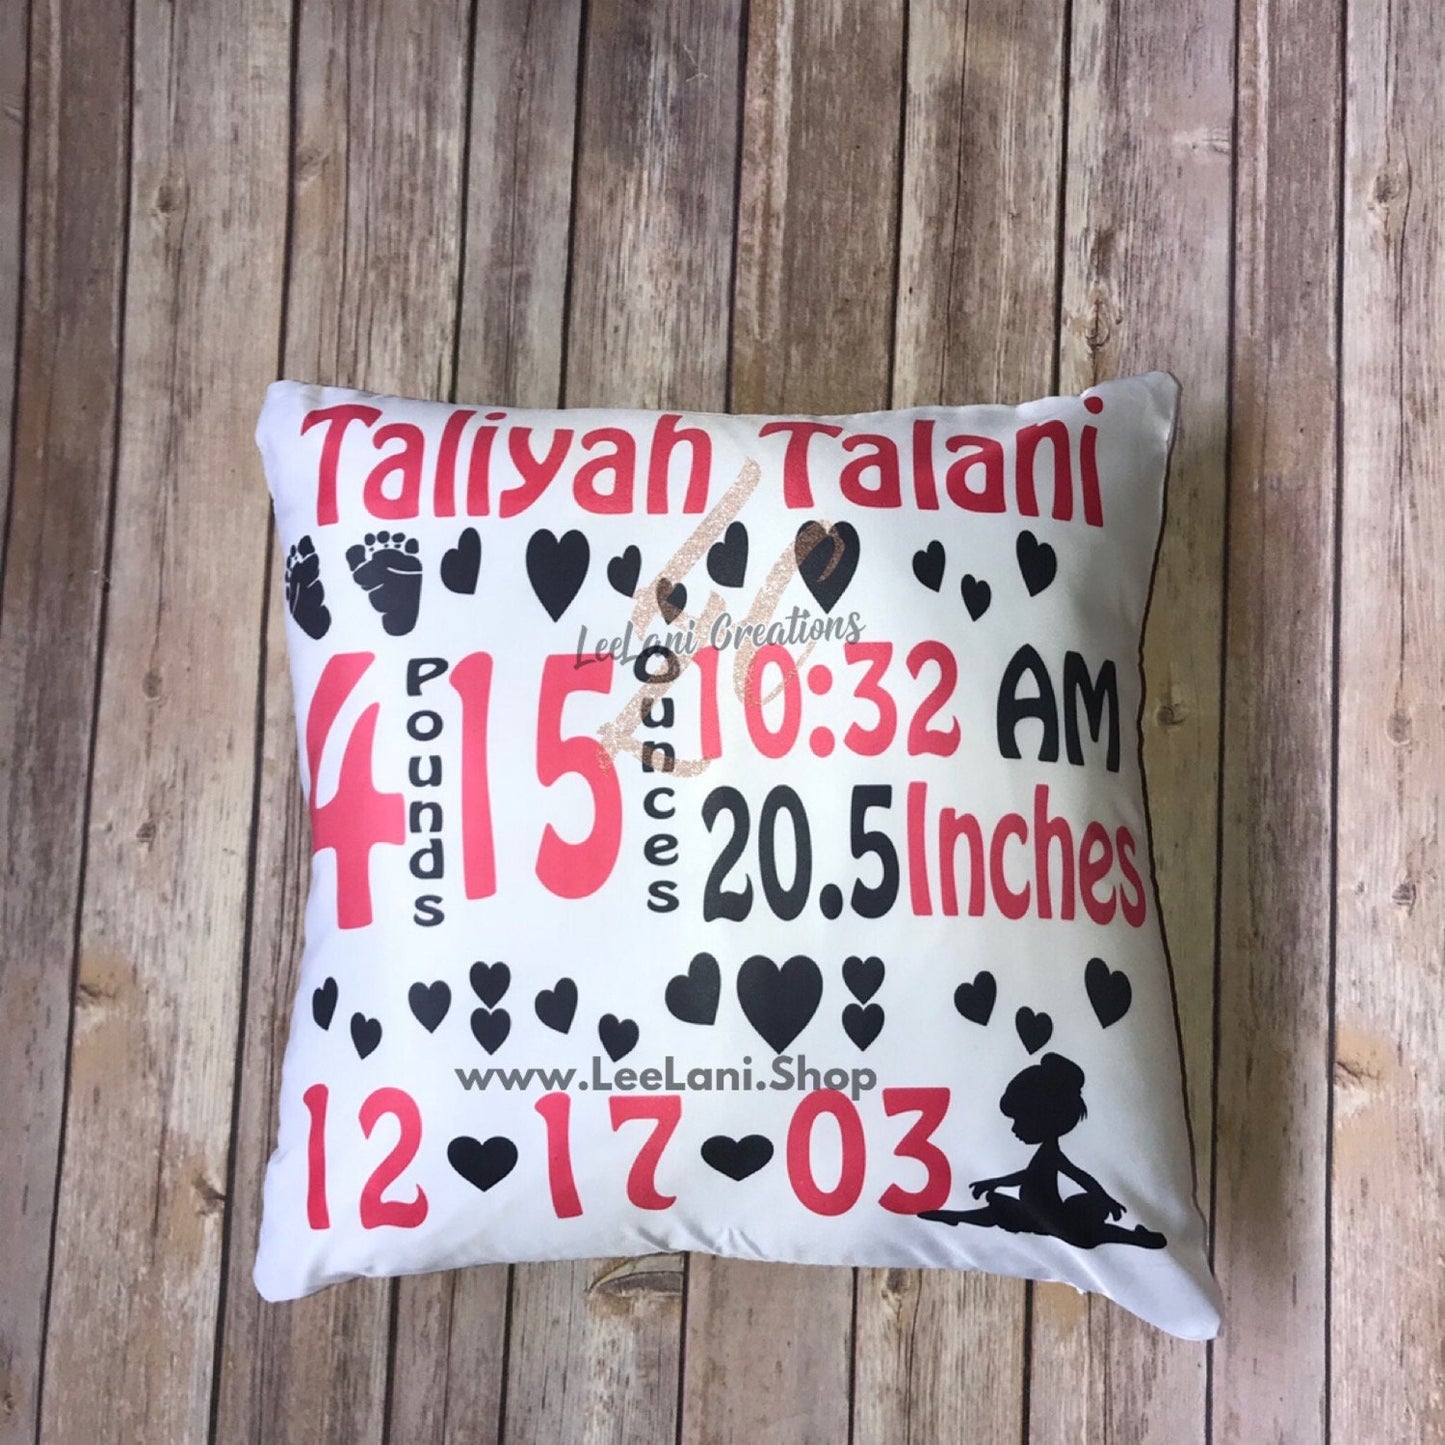 Taliyah Talani
LeeLani Creations
4 Pounds 15 Ounces 10:32 AM
20.5 Inches
www.LeeLani.Shop
12-17-03